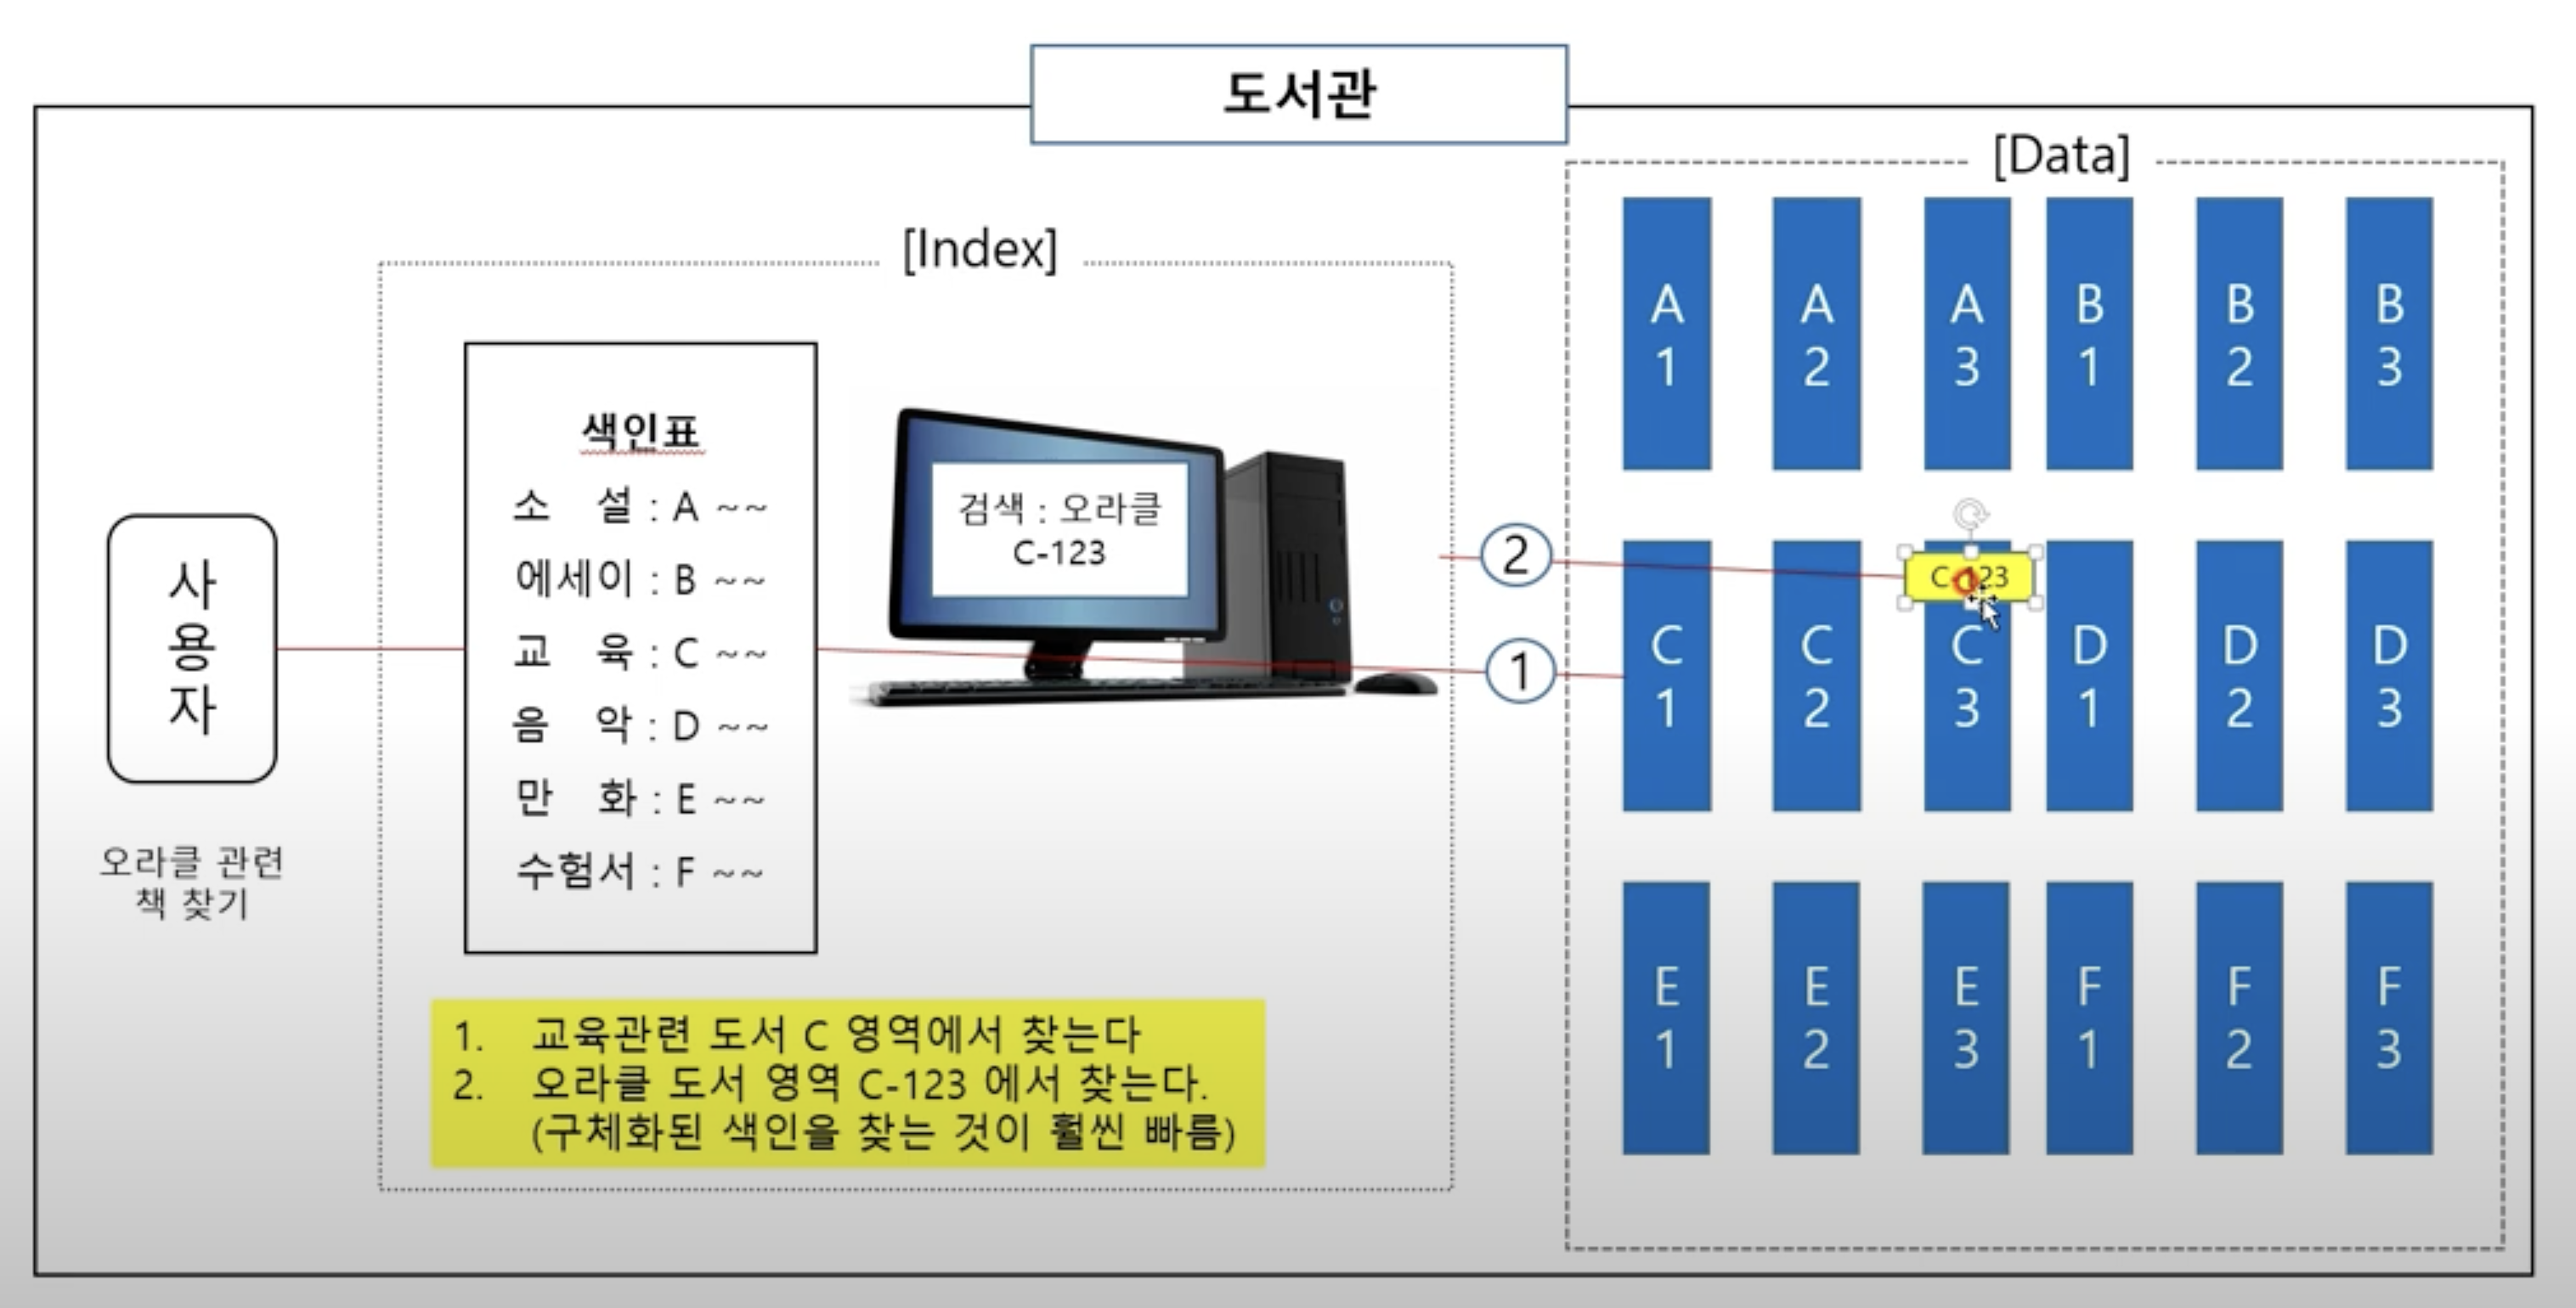 도서관
[Data]
[Index]
색인표
소 설 : A ~~
에세이 : B ~~
교 육 : C ~~
음 악 : D ~~
만 화 : E ~~
수험서 : F ~~
사
용
자
오라클 관련
책 찾기
검색 : 오라클
C-123
2
1
1. 교육관련 도서 C 영역에서 찾는다
2. 오라클 도서 영역 C-123 에서 찾는다.
(구체화된 색인을 찾는 것이 훨씬 빠름)
A A A B B B
1 2 3 1 2 3
C-123
C C C D D D
1 2 3 1 2 3
E E E F F F
1 2 3 1 2 3